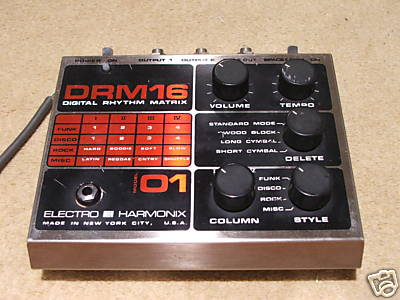 POWER ON OUTPUT 1 OUTPUT 2 OUT SPACE ON
DRM16
DIGITAL RHYTHM MATRIX
VOLUME TEMPO
I II III IV
FUNK 1 2 3 4
DISCO 1 2 3 4
ROCK HARD BOOGIE SOFT SLOW
MISC LATIN REGGAE CNTRY SHUFFLE
STANDARD MODE
WOOD BLOCK
LONG CYMBAL
SHORT CYMBAL
DELETE
MODEL 01
ELECTRO HARMONIX
MADE IN NEW YORK CITY, U.S.A.
FUNK
DISCO
ROCK
MISC
COLUMN STYLE